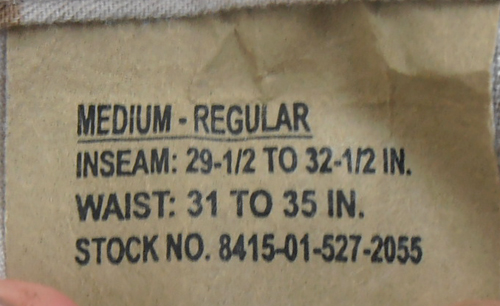 MEDIUM - REGULAR
INSEAM: 29-1/2 TO 32-1/2 IN.
WAIST: 31 TO 35 IN.
STOCK NO. 8415-01-527-2055